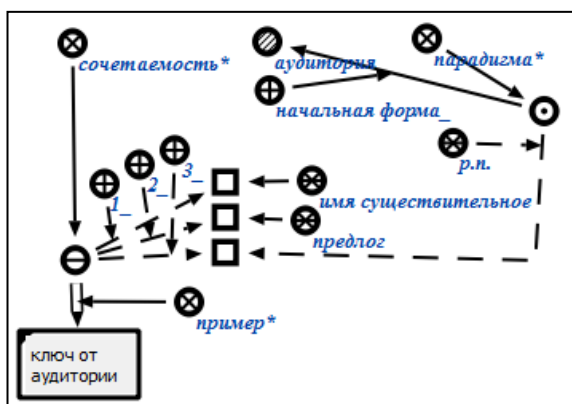 сочетаемость*
аудитория
парадигма*
начальная форма_
р.п.
3_
2_
1_
имя существительное
предлог
пример*
ключ от
аудитории